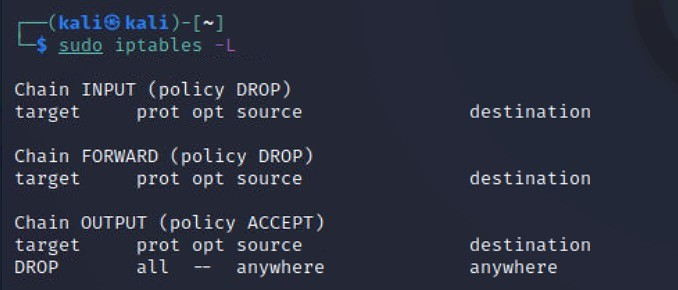 ┌──(kali㉿kali)-[~]
└─$ sudo iptables -L
Chain INPUT (policy DROP)
target     prot opt source               destination
Chain FORWARD (policy DROP)
target     prot opt source               destination
Chain OUTPUT (policy ACCEPT)
target     prot opt source               destination
DROP       all  --  anywhere             anywhere